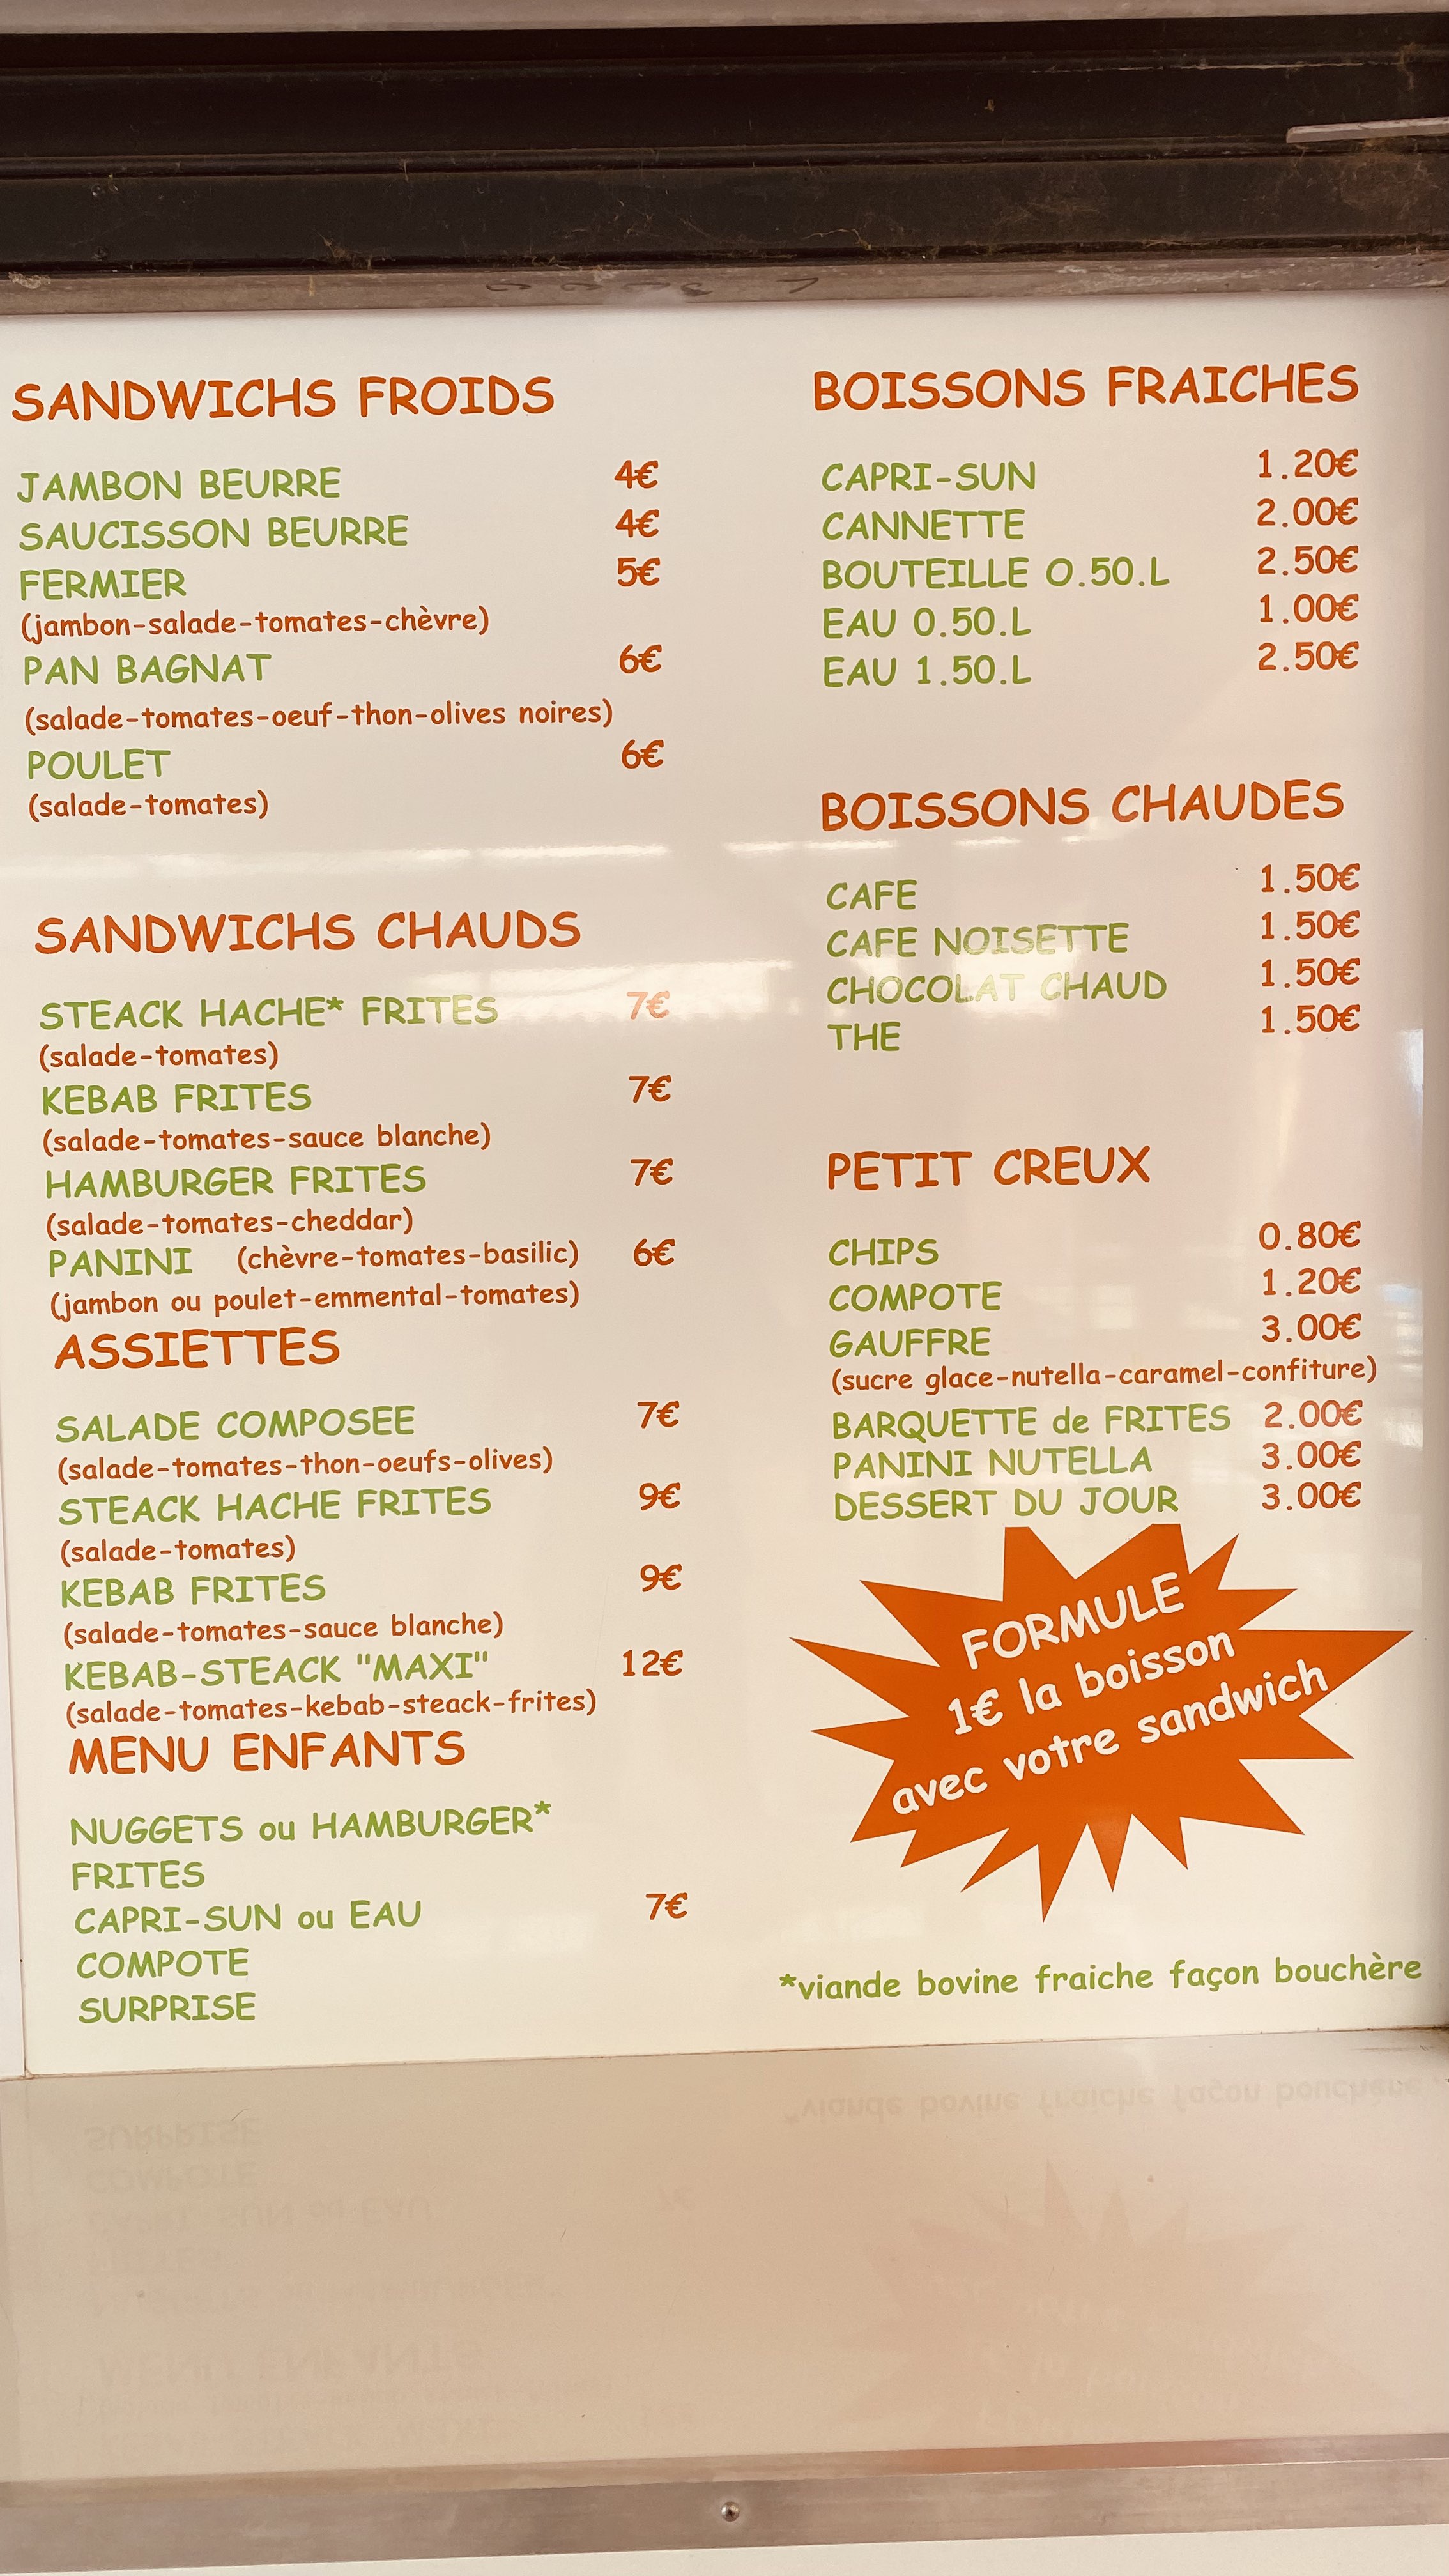 SANDWICHS FROIDS
JAMBON BEURRE 4€
SAUCISSON BEURRE 4€
FERMIER 5€
(jambon-salade-tomates-chèvre)
PAN BAGNAT 6€
(salade-tomates-oeuf-thon-olives noires)
POULET 6€
(salade-tomates)
SANDWICHS CHAUDS
STEACK HACHE* FRITES 7€
(salade-tomates)
KEBAB FRITES 7€
(salade-tomates-sauce blanche)
HAMBURGER FRITES 7€
(salade-tomates-cheddar)
PANINI (chèvre-tomates-basilic) 6€
(jambon ou poulet-emmental-tomates)
ASSIETTES
SALADE COMPOSEE 7€
(salade-tomates-thon-oeufs-olives)
STEACK HACHE FRITES 9€
(salade-tomates)
KEBAB FRITES 9€
(salade-tomates-sauce blanche)
KEBAB-STEACK "MAXI" 12€
(salade-tomates-kebab-steack-frites)
MENU ENFANTS
NUGGETS ou HAMBURGER*
FRITES
CAPRI-SUN ou EAU 7€
COMPOTE
SURPRISE
BOISSONS FRAICHES
CAPRI-SUN 1.20€
CANNETTE 2.00€
BOUTEILLE O.50.L 2.50€
EAU 0.50.L 1.00€
EAU 1.50.L 2.50€
BOISSONS CHAUDES
CAFE 1.50€
CAFE NOISETTE 1.50€
CHOCOLAT CHAUD 1.50€
THE 1.50€
PETIT CREUX
CHIPS 0.80€
COMPOTE 1.20€
GAUFFRE 3.00€
(sucre glace-nutella-caramel-confiture)
BARQUETTE de FRITES 2.00€
PANINI NUTELLA 3.00€
DESSERT DU JOUR 3.00€
FORMULE
1€ la boisson
avec votre sandwich
*viande bovine fraiche façon bouchère